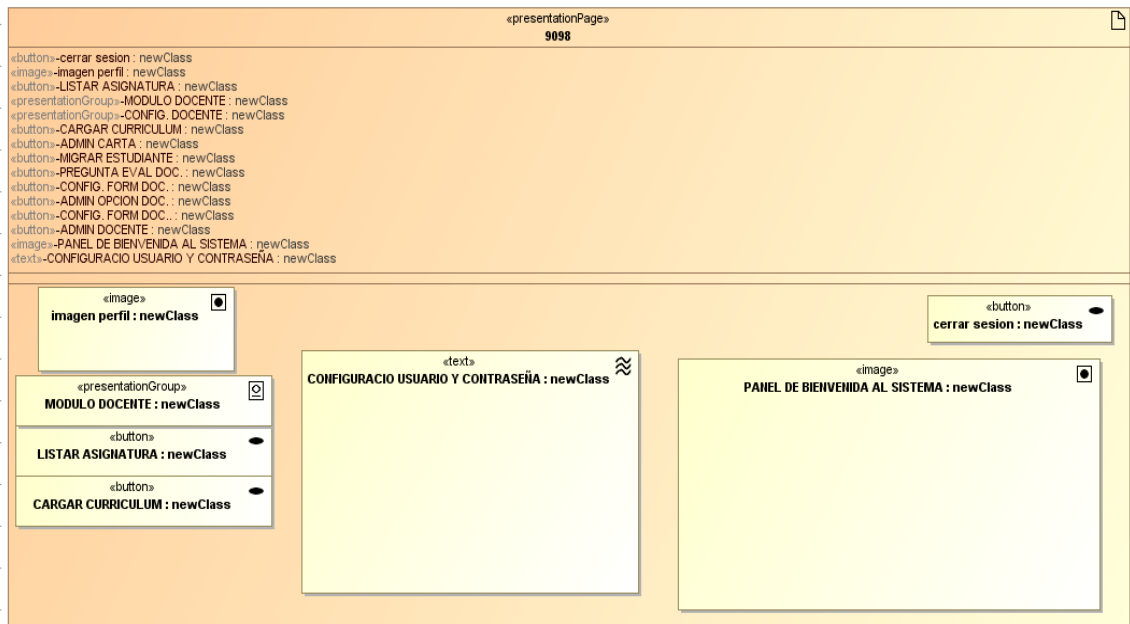 «presentationPage»
9098
«button»-cerrar sesion : newClass
«image»-imagen perfil : newClass
«button»-LISTAR ASIGNATURA : newClass
«presentationGroup»-MODULO DOCENTE : newClass
«presentationGroup»-CONFIG. DOCENTE : newClass
«button»-CARGAR CURRICULUM : newClass
«button»-ADMIN CARTA : newClass
«button»-MIGRAR ESTUDIANTE : newClass
«button»-PREGUNTA EVAL DOC. : newClass
«button»-CONFIG. FORM DOC. : newClass
«button»-ADMIN OPCION DOC. : newClass
«button»-CONFIG. FORM DOC.. : newClass
«button»-ADMIN DOCENTE : newClass
«image»-PANEL DE BIENVENIDA AL SISTEMA : newClass
«text»-CONFIGURACIO USUARIO Y CONTRASEÑA : newClass
«image»
imagen perfil : newClass
«button»
cerrar sesion : newClass
«presentationGroup»
MODULO DOCENTE : newClass
«button»
LISTAR ASIGNATURA : newClass
«button»
CARGAR CURRICULUM : newClass
«text»
CONFIGURACIO USUARIO Y CONTRASEÑA : newClass
«image»
PANEL DE BIENVENIDA AL SISTEMA : newClass